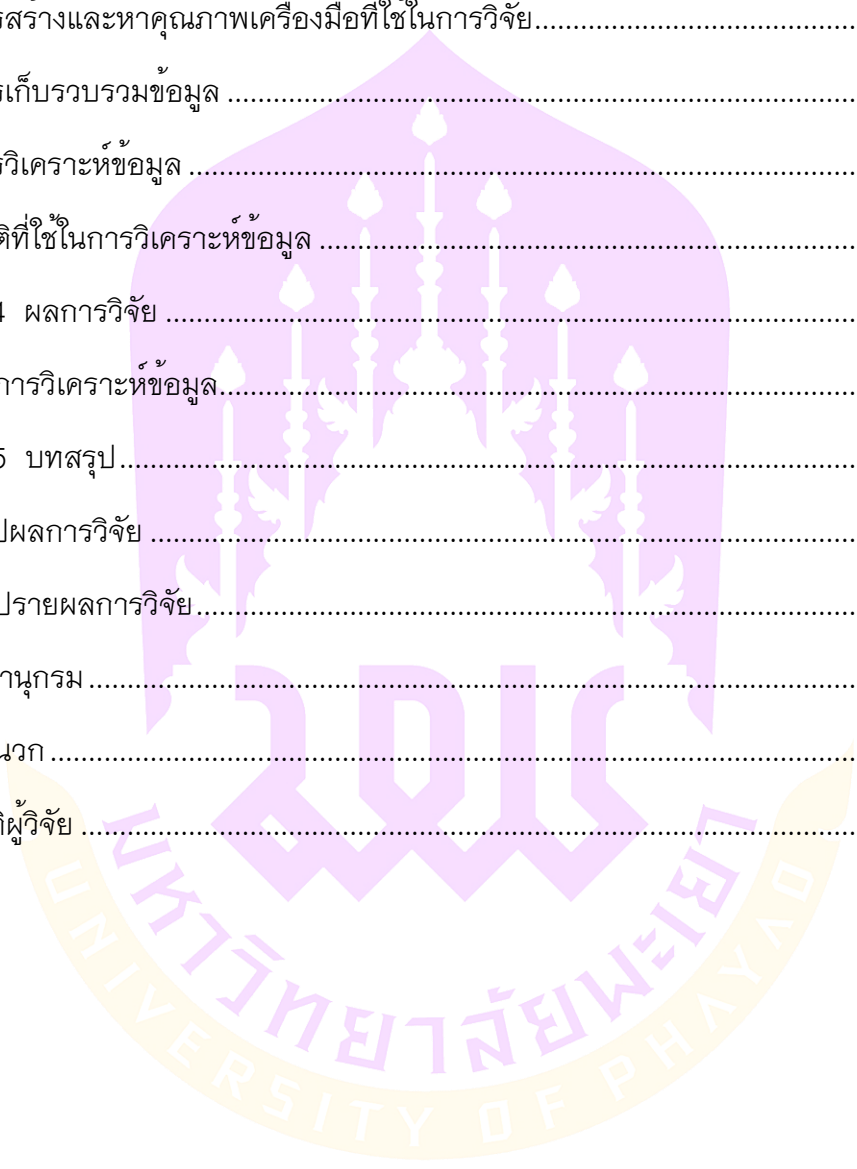 รสร้างและหาคุณภาพเครื่องมือที่ใช้ในการวิจัย
รเก็บรวบรวมข้อมูล
รวิเคราะห์ข้อมูล
ติที่ใช้ในการวิเคราะห์ข้อมูล
4 ผลการวิจัย
การวิเคราะห์ข้อมูล
5 บทสรุป
ปผลการวิจัย
ปรายผลการวิจัย
านุกรม
นวก
ติผู้วิจัย
มหาวิทยาลัยพะเยา
UNIVERSITY OF PHAYAO